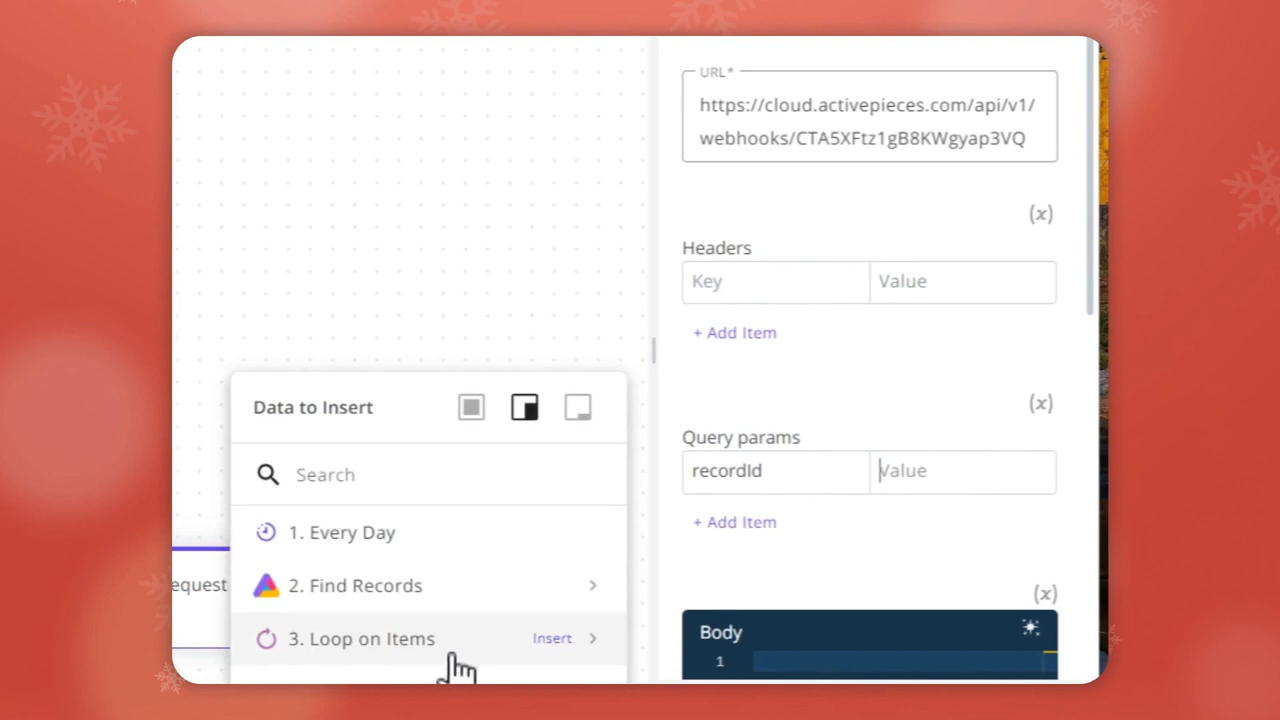 URL*
https://cloud.activepieces.com/api/v1/
webhooks/CTA5XFtz1gB8KWgyap3VQ
(x)
Headers
Key Value
+ Add Item
(x)
Query params
recordId Value
+ Add Item
(x)
Body
1
Data to Insert
Search
1. Every Day
2. Find Records
3. Loop on Items Insert
equest